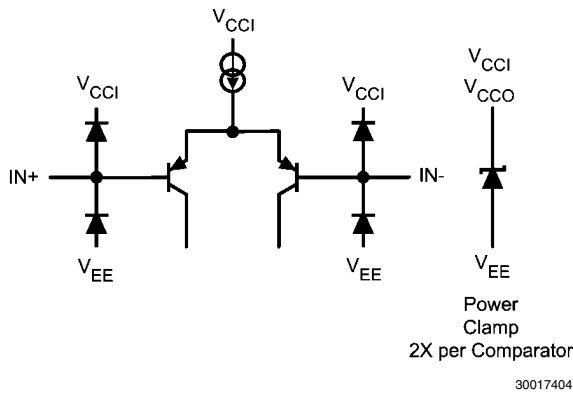 VCCI
VCCI
VCCI
VCCI
VCCO
IN+
IN-
VEE
VEE
VEE
Power
Clamp
2X per Comparator
30017404